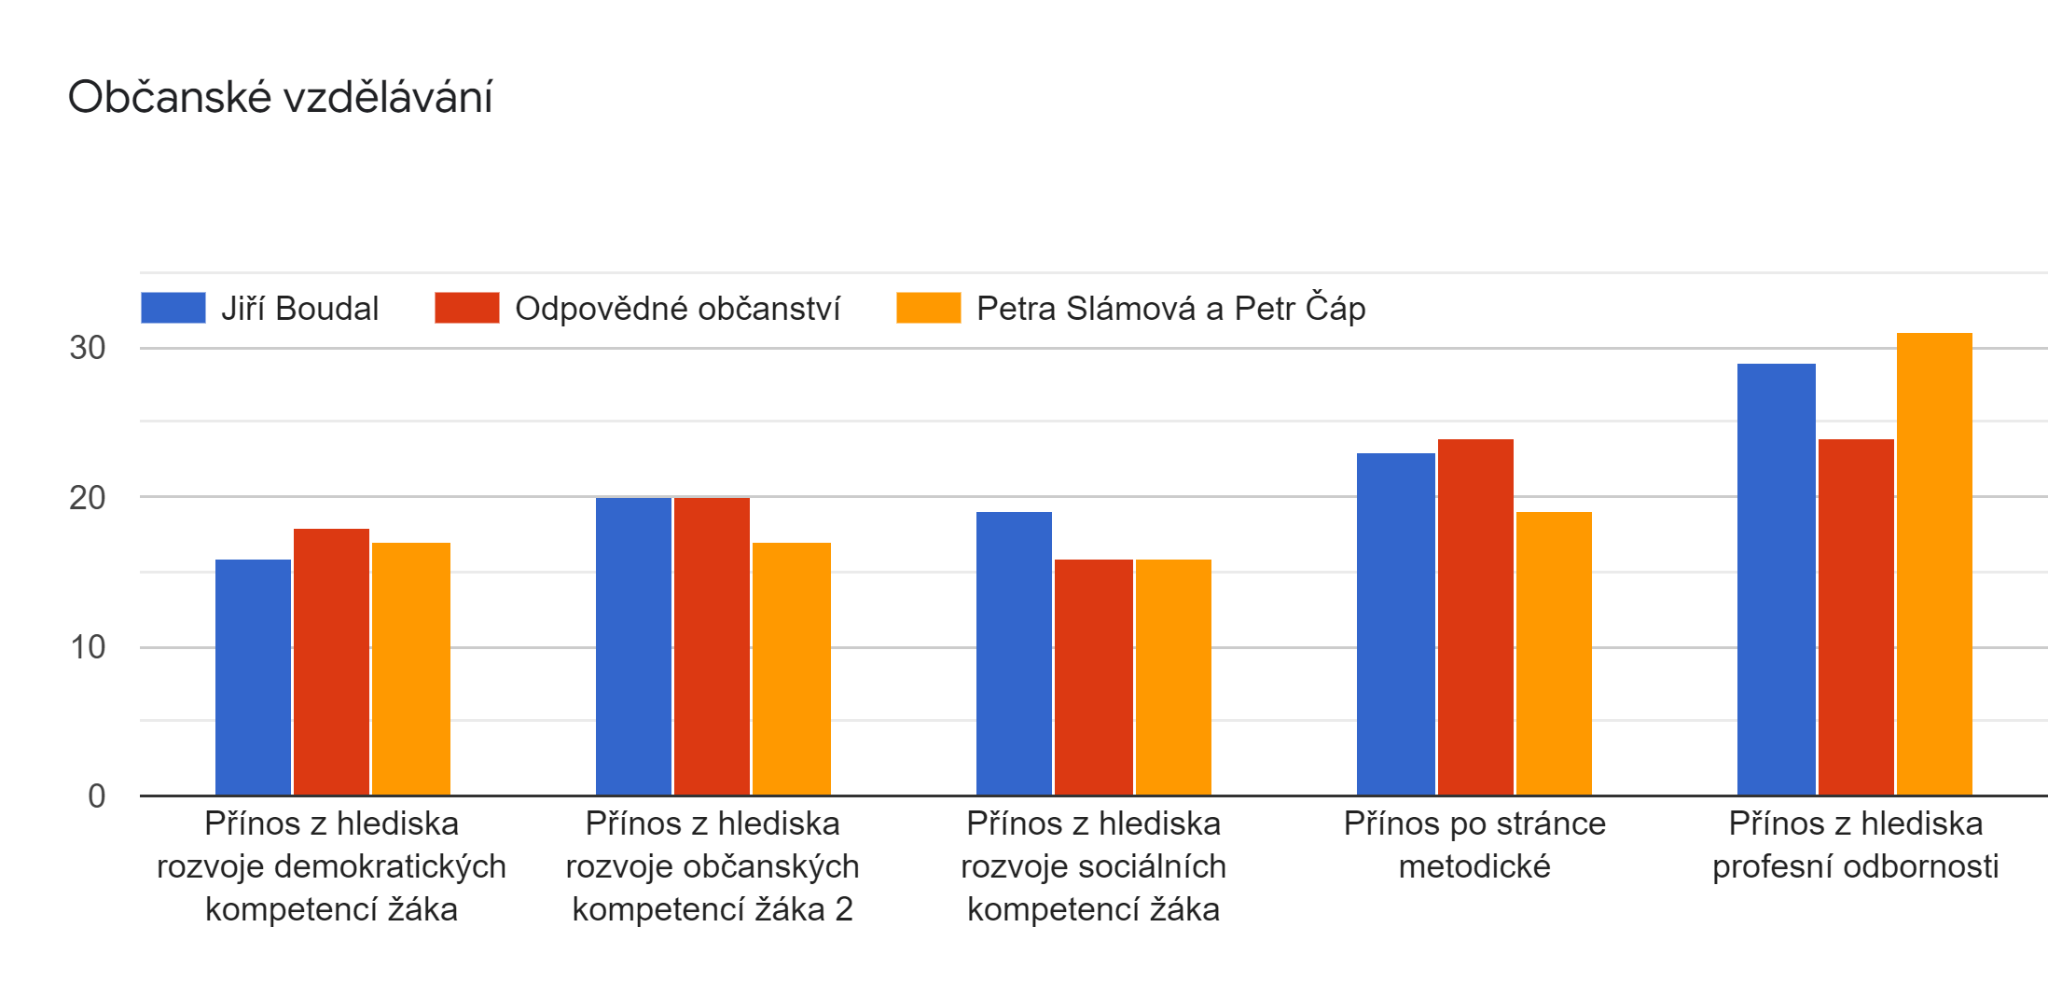 Občanské vzdělávání
Jiří Boudal
Odpovědné občanství
Petra Slámová a Petr Čáp
30
20
10
0
Přínos z hlediska
rozvoje demokratických
kompetencí žáka
Přínos z hlediska
rozvoje občanských
kompetencí žáka 2
Přínos z hlediska
rozvoje sociálních
kompetencí žáka
Přínos po stránce
metodické
Přínos z hlediska
profesní odbornosti